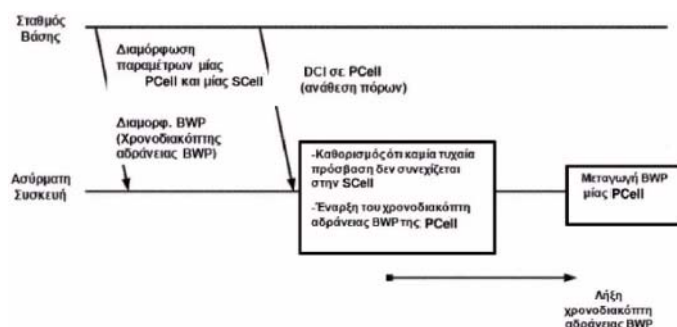 Σταθμός
Βάσης
Διαμόρφωση
παραμέτρων μίας
PCell και μίας SCell
DCI σε PCell
(ανάθεση πόρων)
Διαμορφ. BWP
(Χρονοδιακόπτης
αδράνειας BWP)
Ασύρματη
Συσκευή
-Καθορισμός ότι καμία τυχαία
πρόσβαση δεν συνεχίζεται
στην SCell
-Έναρξη του χρονοδιακόπτη
αδράνειας BWP της PCell
Μεταγωγή BWP
μίας PCell
Λήξη
χρονοδιακόπτη
αδράνειας BWP